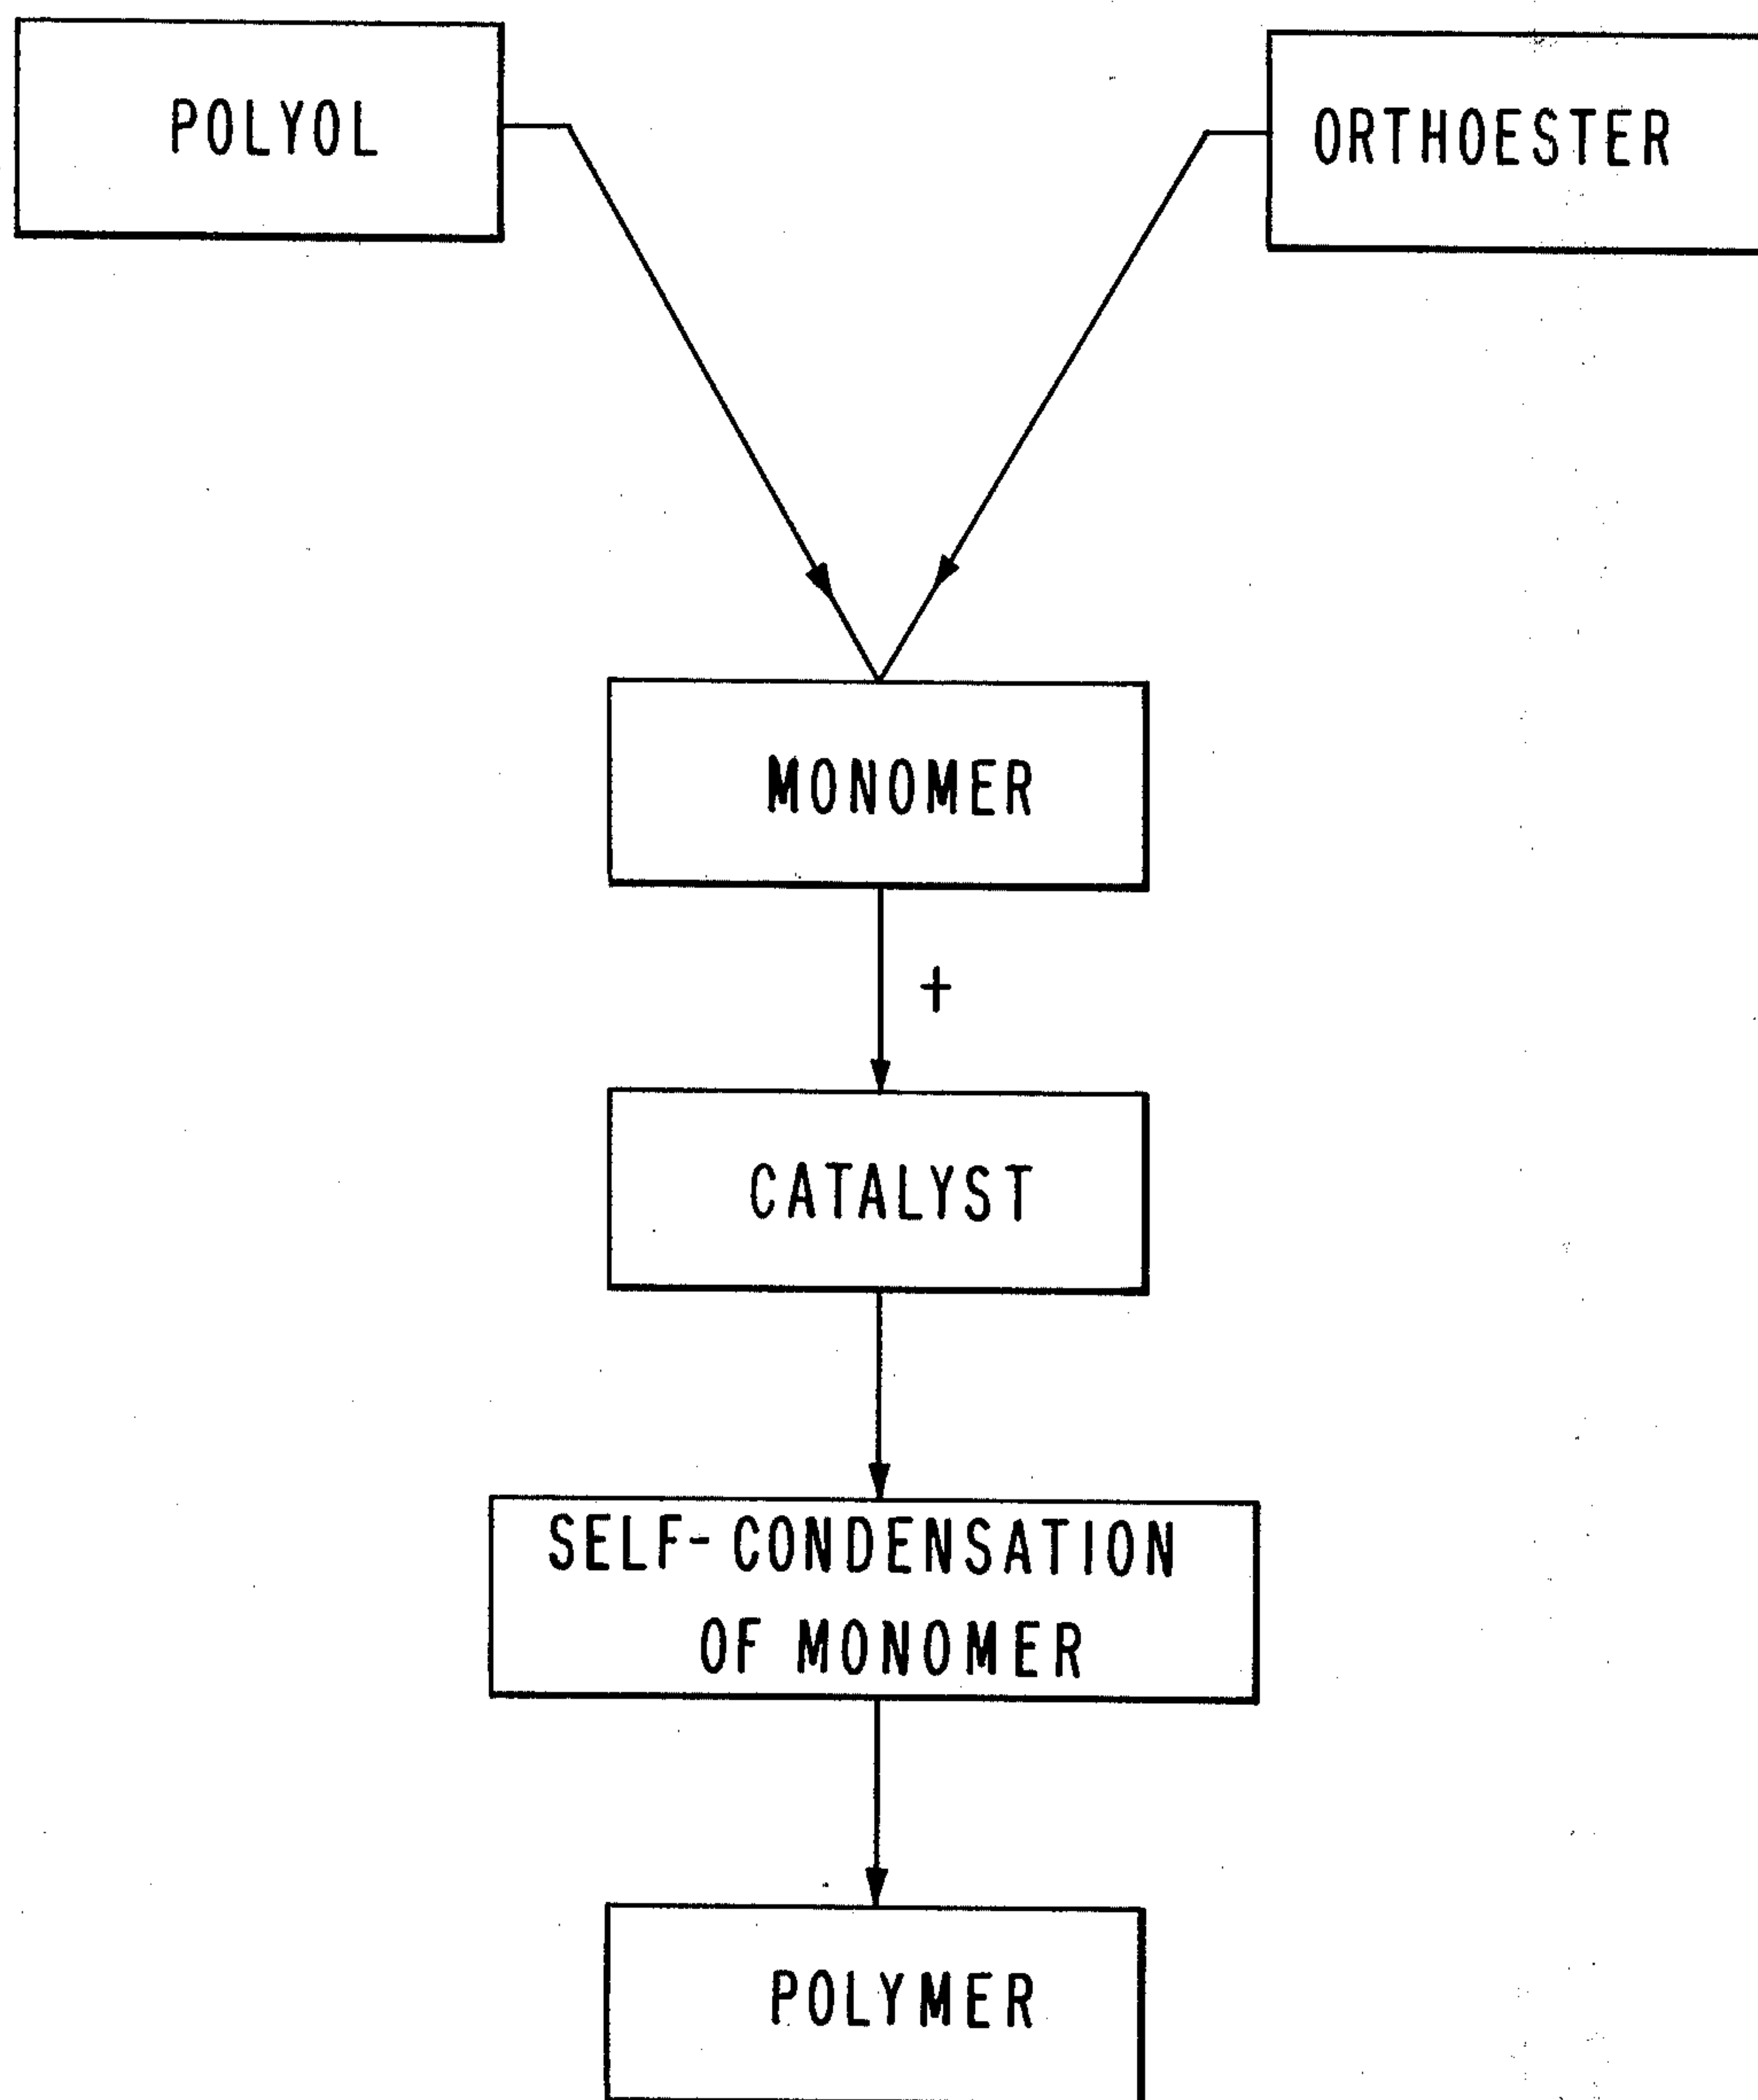 POLYOL
ORTHOESTER
MONOMER
+
CATALYST
SELF-CONDENSATION
OF MONOMER
POLYMER